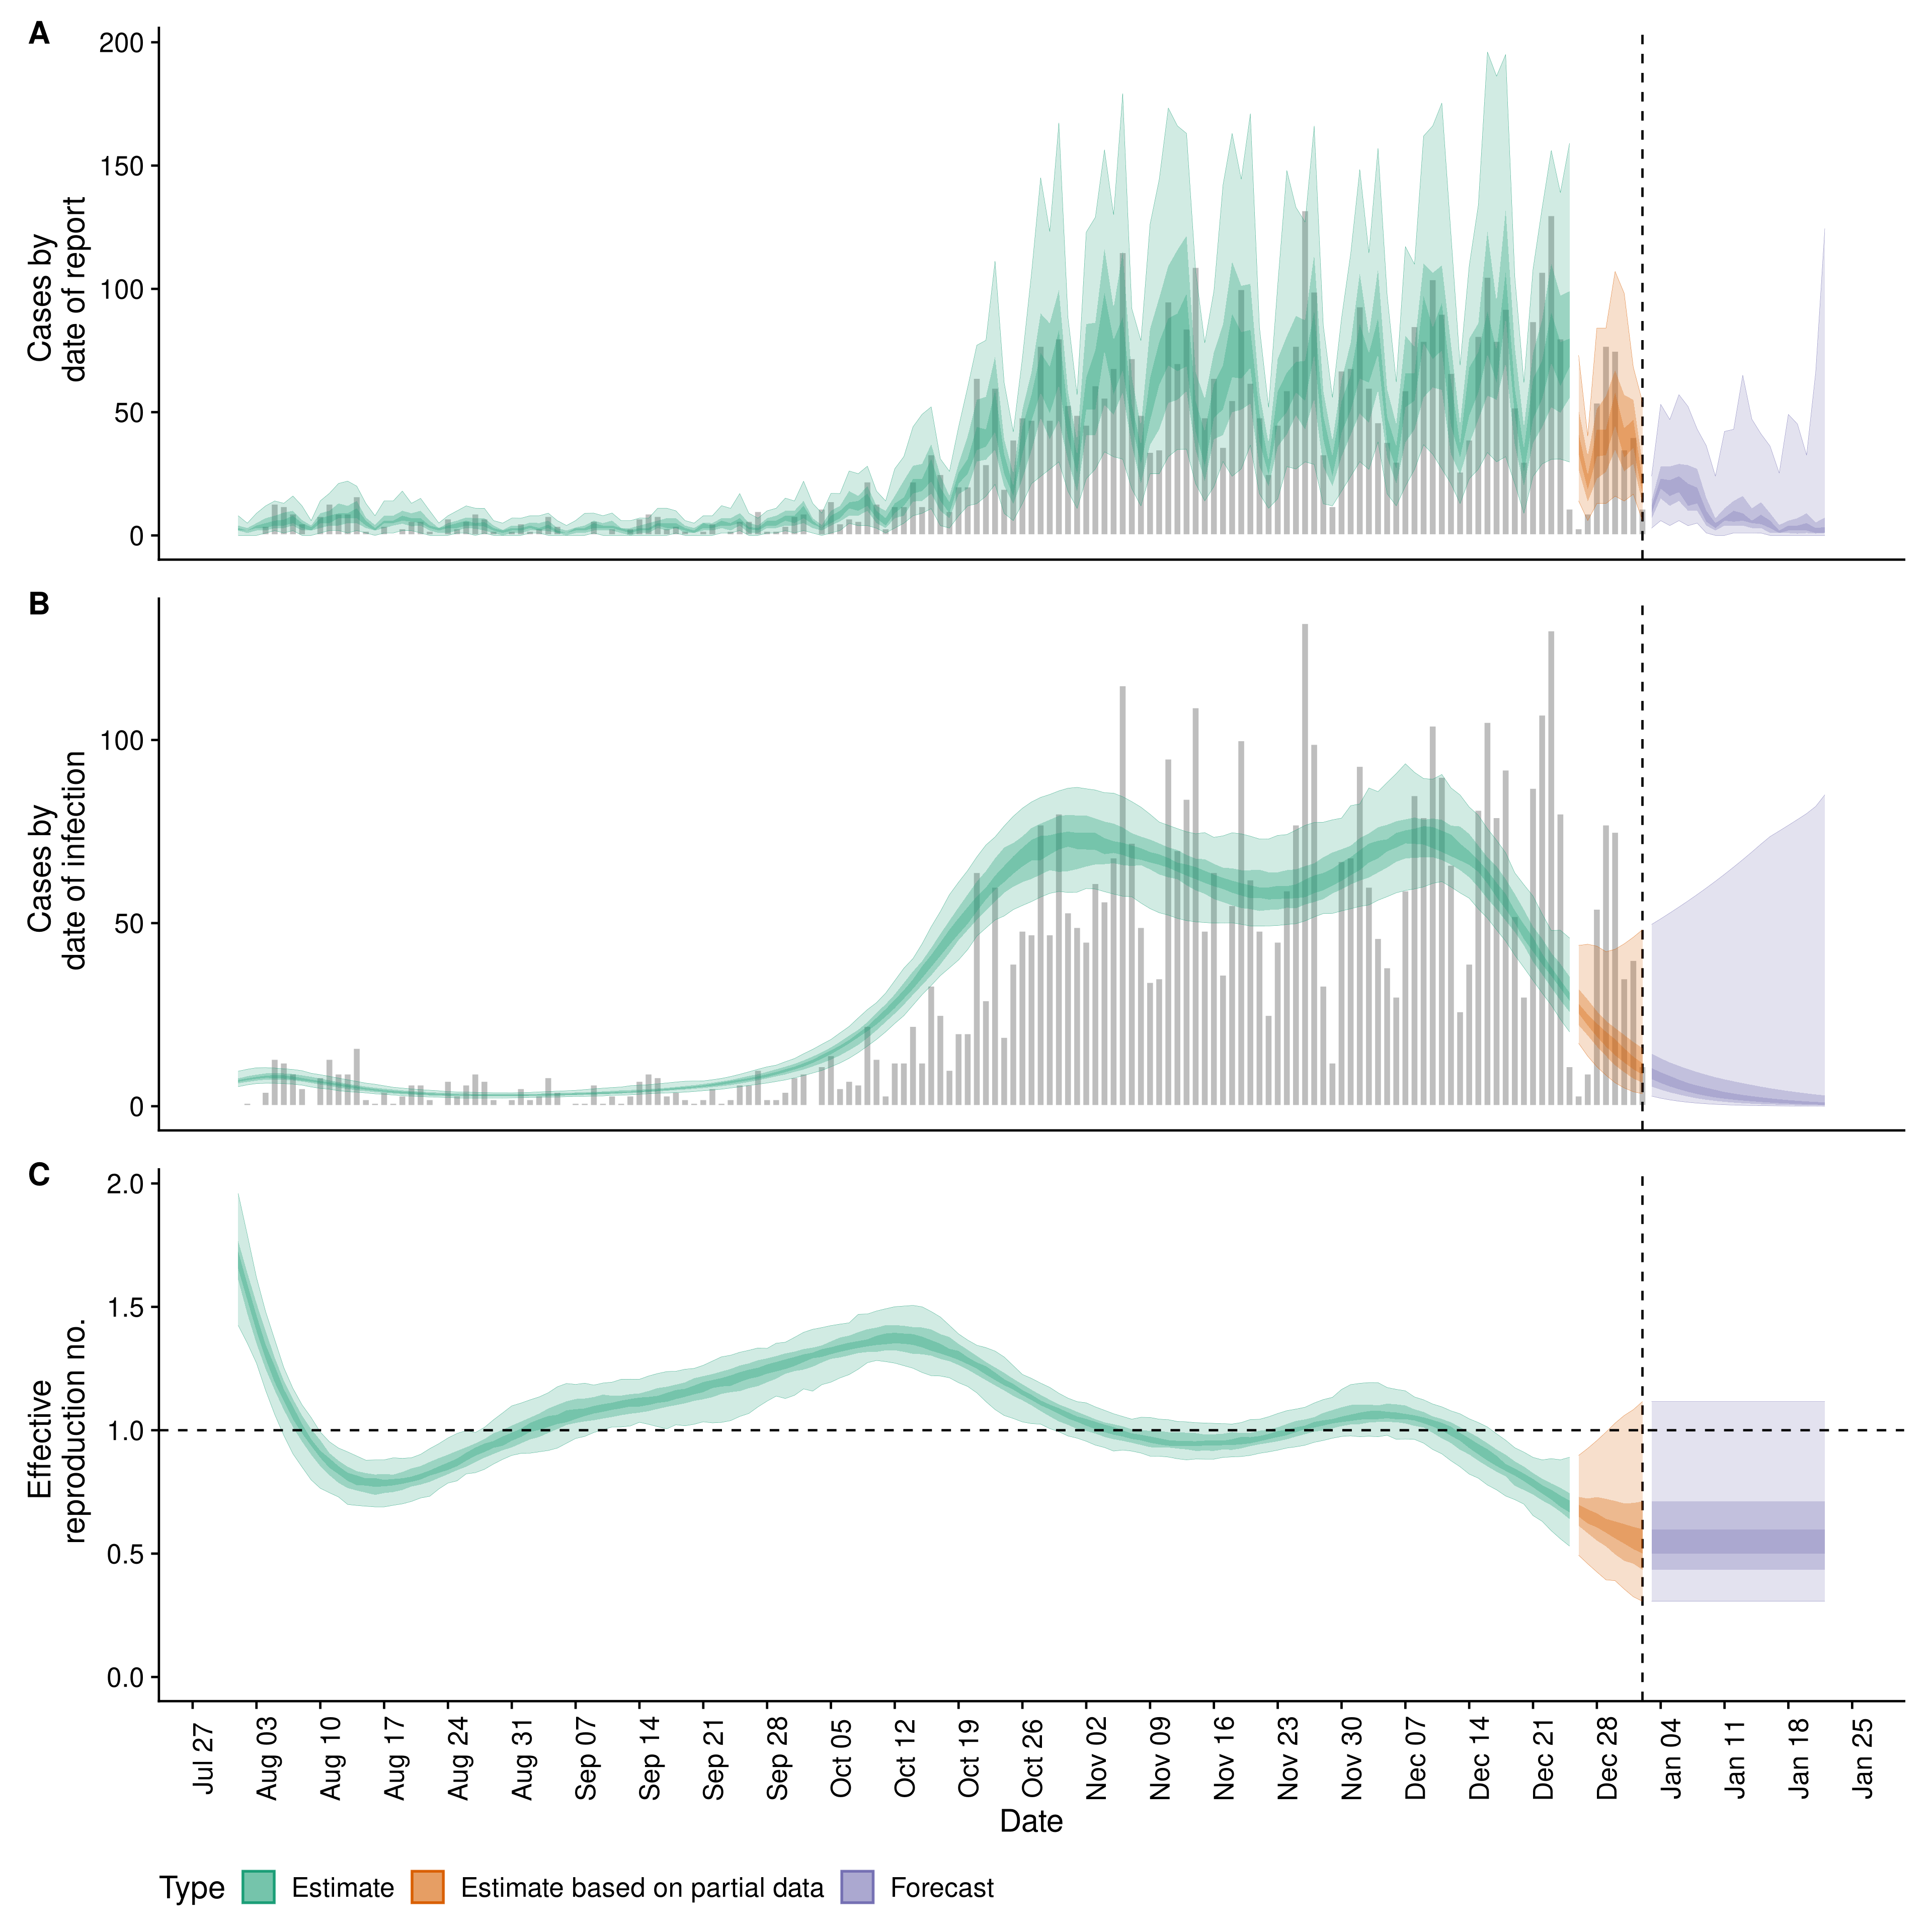 A
200
150
100
50
0
Cases by
date of report
B
100
50
0
Cases by
date of infection
C
2.0
1.5
1.0
0.5
0.0
Effective
reproduction no.
Jul 27
Aug 03
Aug 10
Aug 17
Aug 24
Aug 31
Sep 07
Sep 14
Sep 21
Sep 28
Oct 05
Oct 12
Oct 19
Oct 26
Nov 02
Nov 09
Nov 16
Nov 23
Nov 30
Dec 07
Dec 14
Dec 21
Dec 28
Jan 04
Jan 11
Jan 18
Jan 25
Date
Type Estimate Estimate based on partial data Forecast